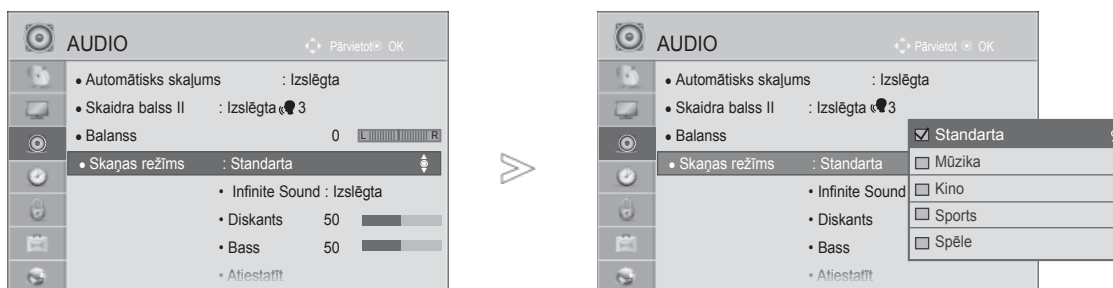 AUDIO Pārvietot OK
● Automātisks skaļums : Izslēgta
● Skaidra balss II : Izslēgta 3
● Balanss 0 L R
● Skaņas režīms : Standarta
• Infinite Sound : Izslēgta
• Diskants 50
• Bass 50
• Atiestatīt
AUDIO Pārvietot OK
● Automātisks skaļums : Izslēgta
● Skaidra balss II : Izslēgta 3
● Balanss
● Skaņas režīms : Standarta
• Infinite Sound
• Diskants
• Bass
• Atiestatīt
Standarta
Mūzika
Kino
Sports
Spēle